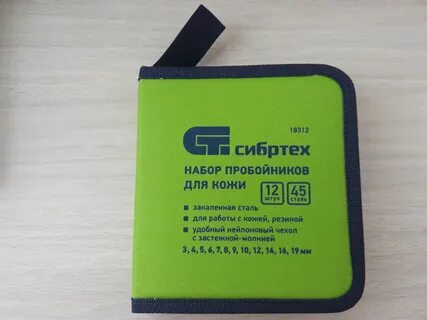 18312
сибртех
НАБОР ПРОБОЙНИКОВ
ДЛЯ КОЖИ
12 штук
45 сталь
закаленная сталь
для работы с кожей, резиной
удобный нейлоновый чехол
с застежкой-молнией
3, 4, 5, 6, 7, 8, 9, 10, 12, 14, 16, 19 мм